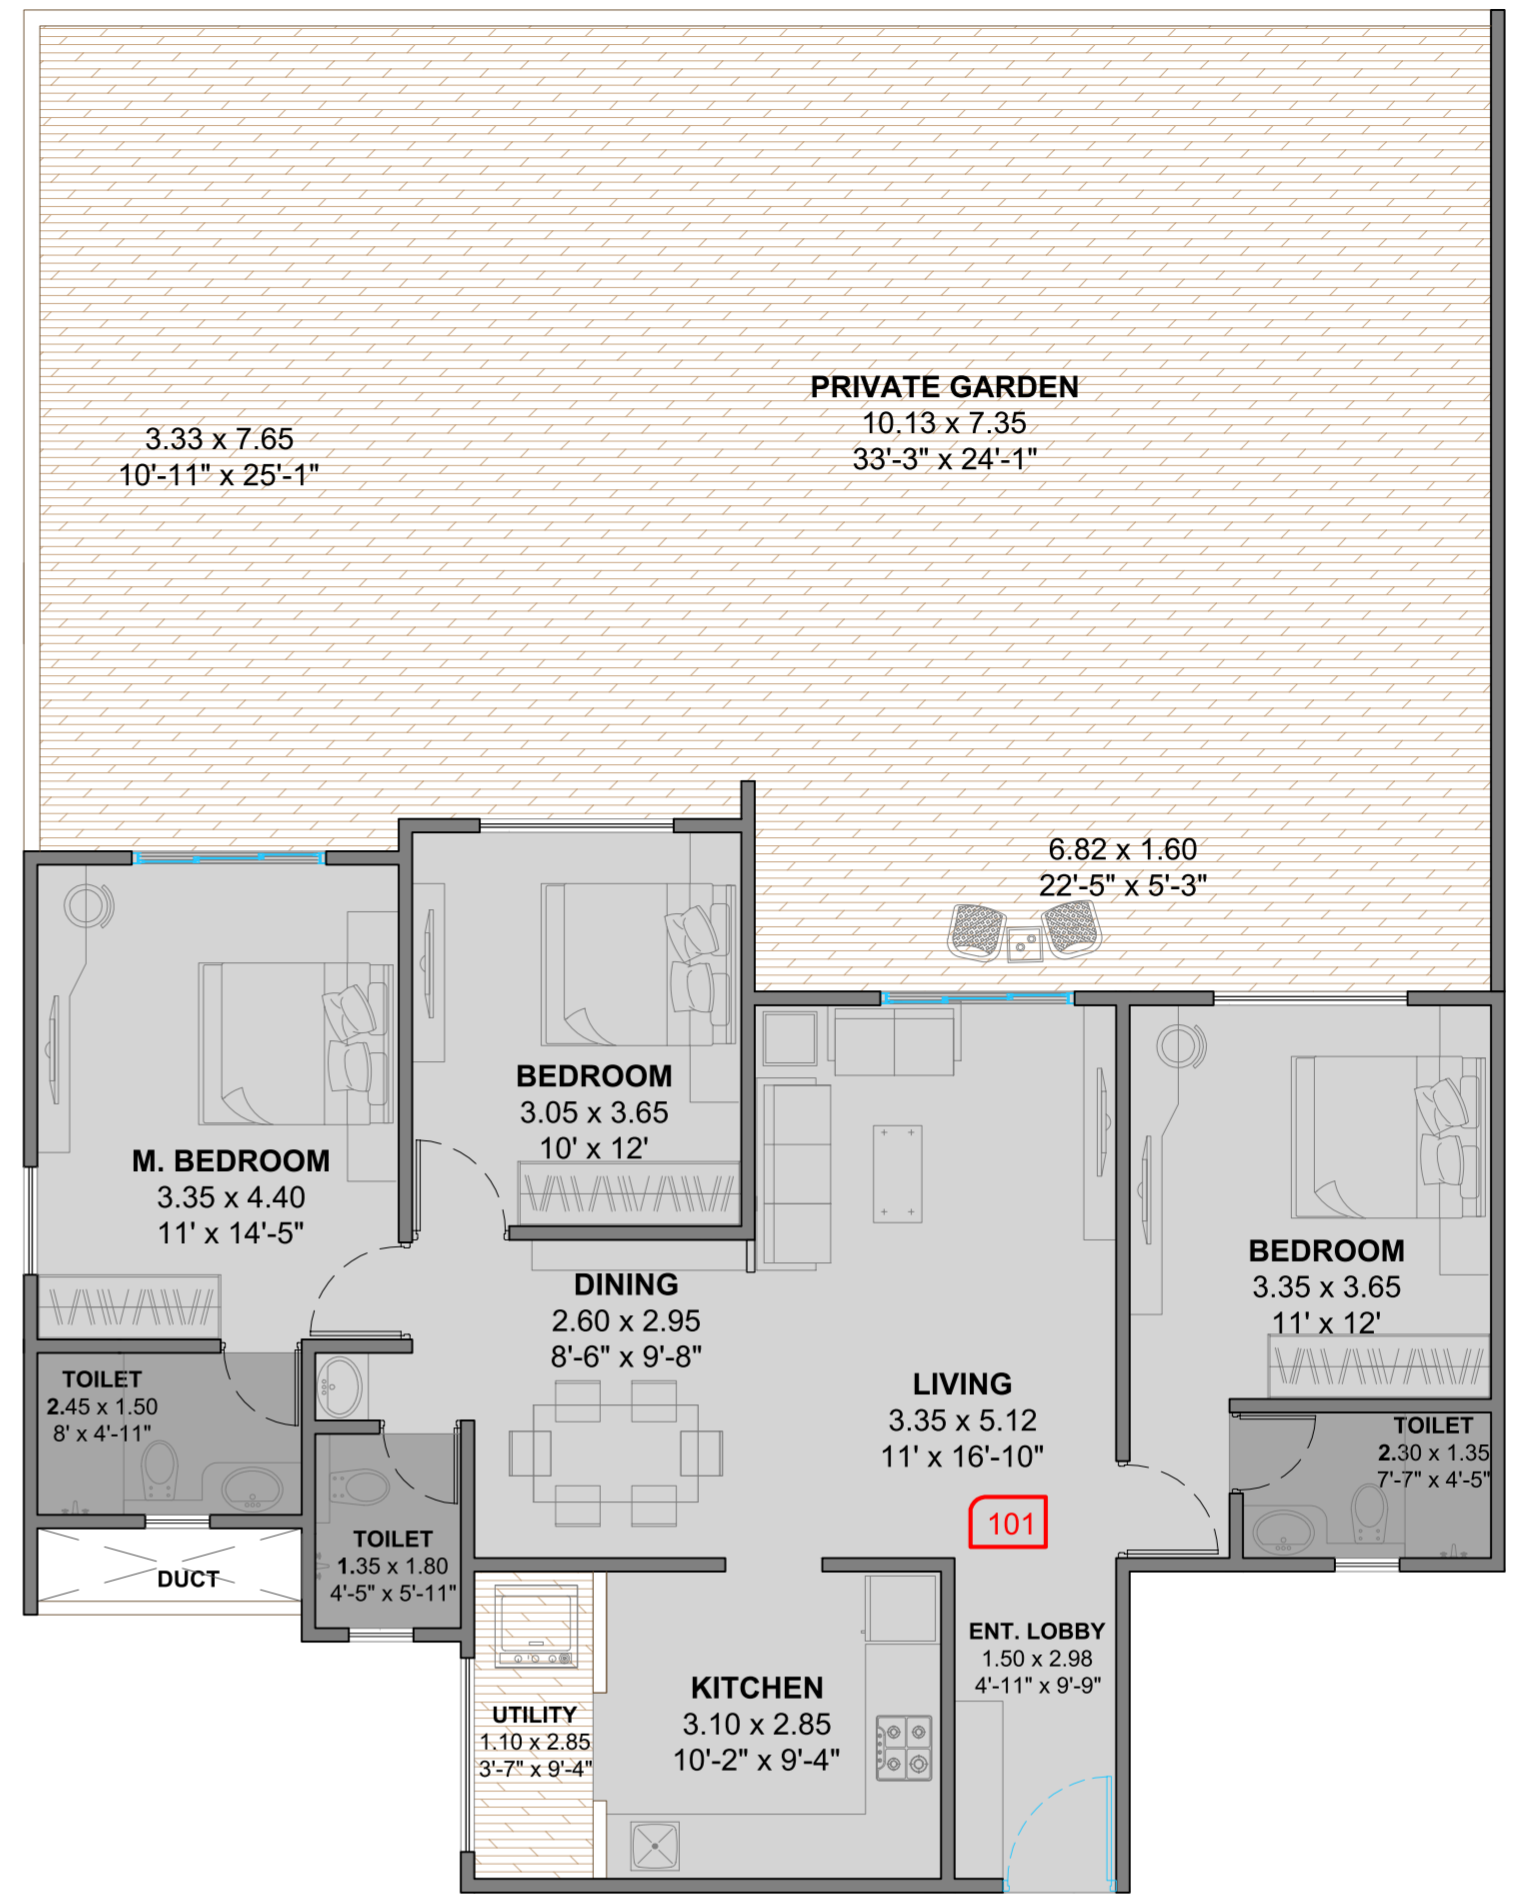 PRIVATE GARDEN
10.13 x 7.35
33'-3" x 24'-1"
3.33 x 7.65
10'-11" x 25'-1"
6.82 x 1.60
22'-5" x 5'-3"
BEDROOM
3.05 x 3.65
10' x 12'
M. BEDROOM
3.35 x 4.40
11' x 14'-5"
BEDROOM
3.35 x 3.65
11' x 12'
DINING
2.60 x 2.95
8'-6" x 9'-8"
LIVING
3.35 x 5.12
11' x 16'-10"
TOILET
2.45 x 1.50
8' x 4'-11"
TOILET
2.30 x 1.35
7'-7" x 4'-5"
101
TOILET
1.35 x 1.80
4'-5" x 5'-11"
DUCT
ENT. LOBBY
1.50 x 2.98
4'-11" x 9'-9"
KITCHEN
3.10 x 2.85
10'-2" x 9'-4"
UTILITY
1.10 x 2.85
3'-7" x 9'-4"